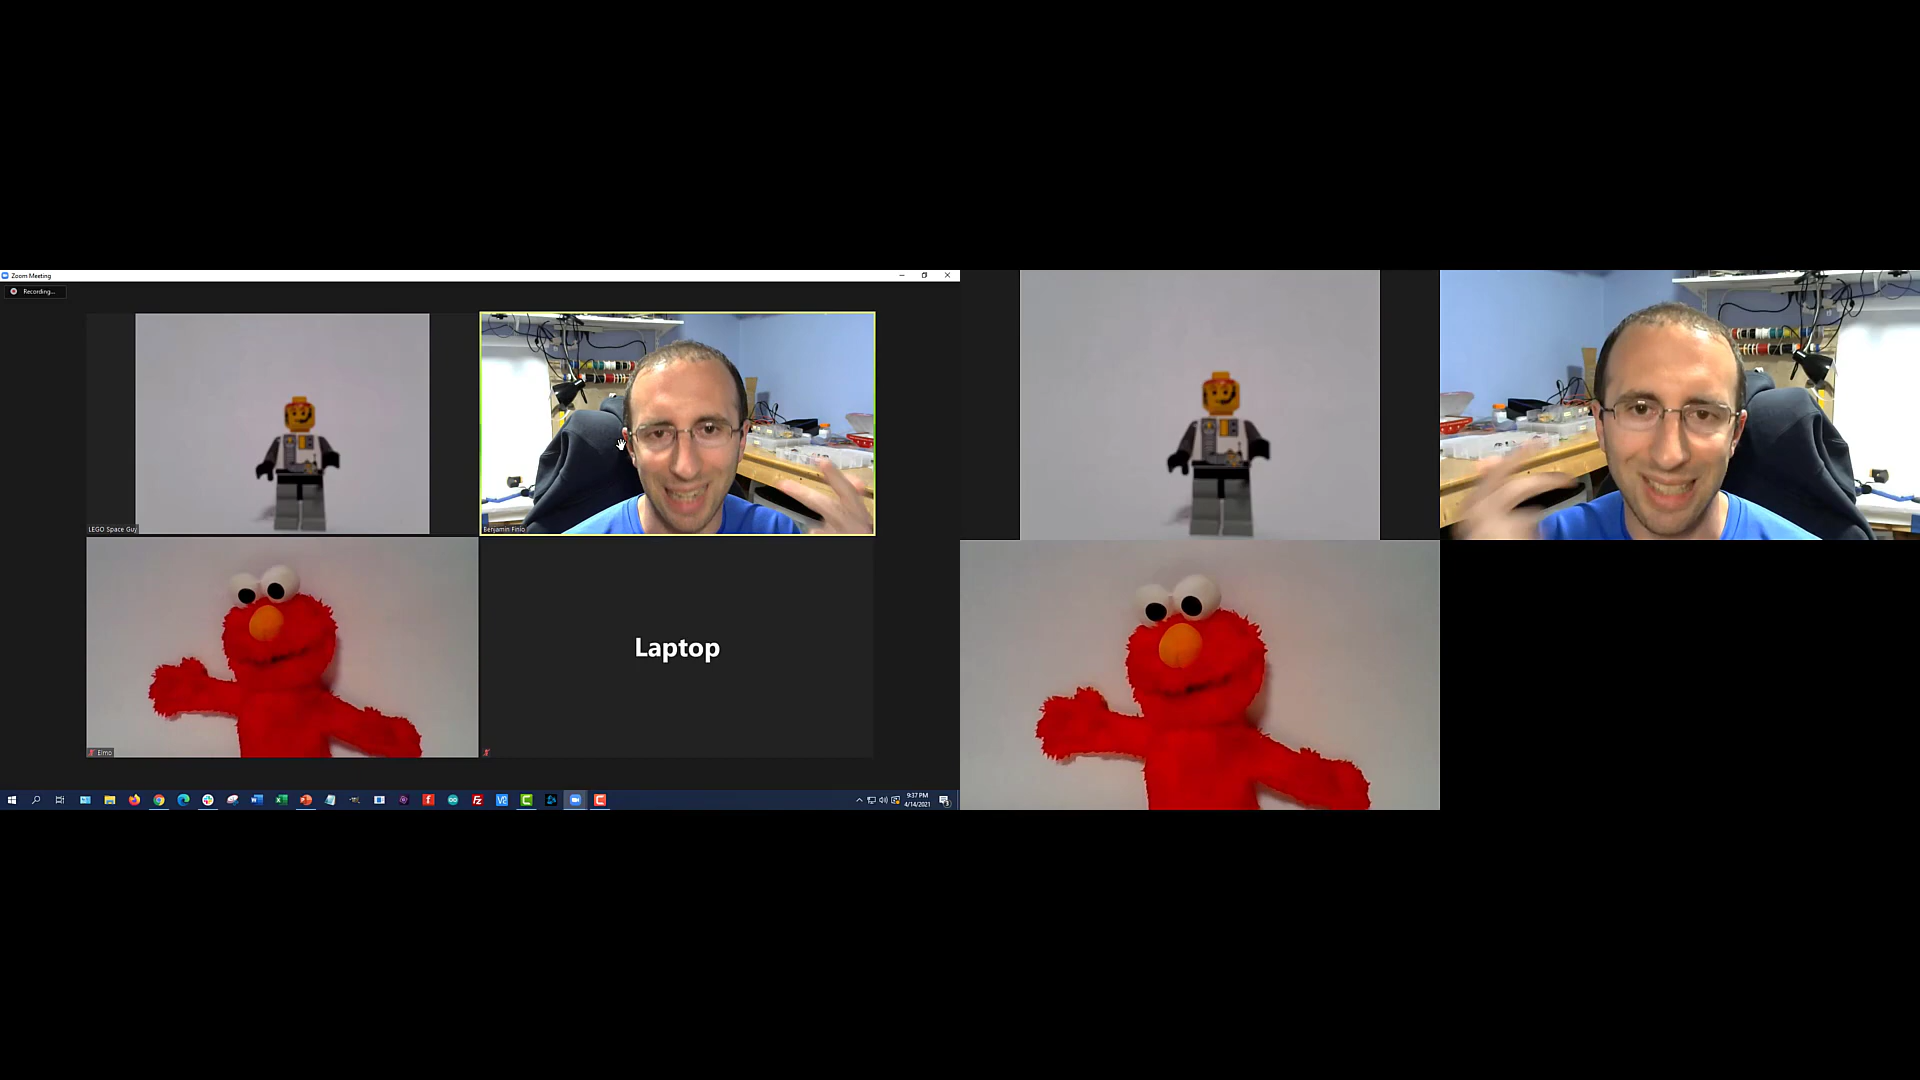 Zoom Meeting
Recording...
LEGO Space Guy
Benjamin Finio
Elmo
Laptop
9:37 PM
4/14/2021